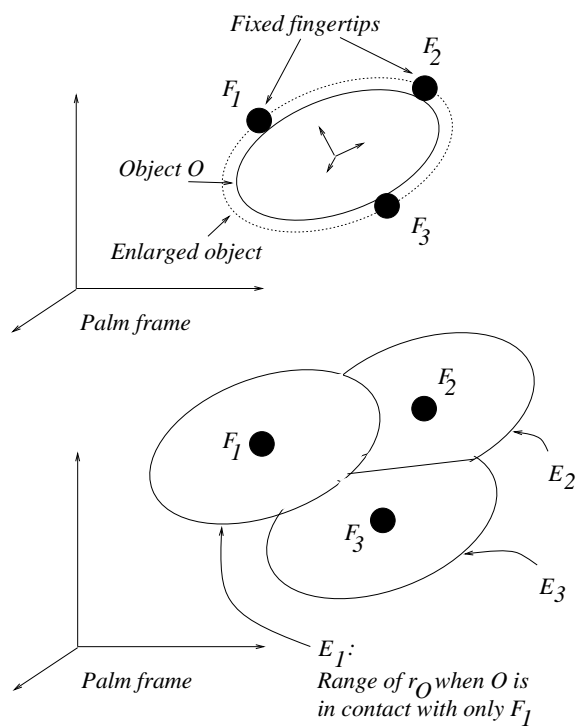 Fixed fingertips
F2
F1
Object O
F3
Enlarged object
Palm frame
F2
F1
E2
F3
E3
E1:
Palm frame
Range of rO when O is
in contact with only F1